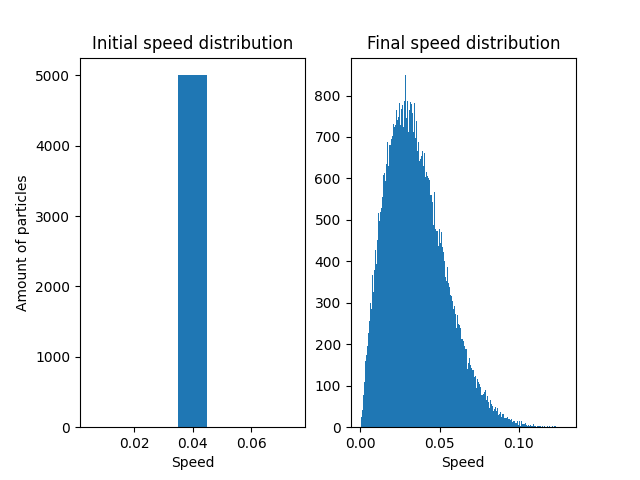 Initial speed distribution
Amount of particles
5000
4000
3000
2000
1000
0
0.02 0.04 0.06
Speed
Final speed distribution
800
700
600
500
400
300
200
100
0
0.00 0.05 0.10
Speed